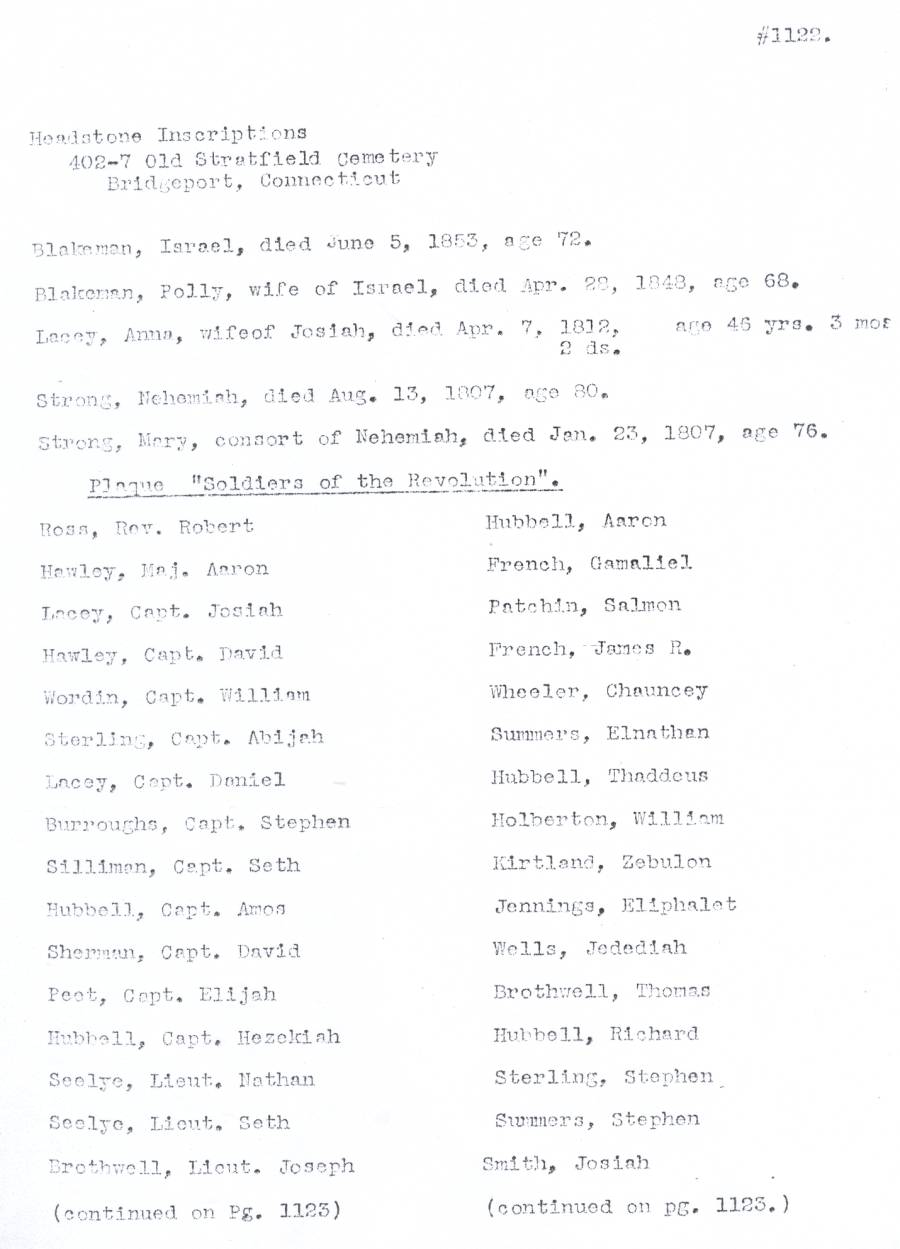 #1122.
Headstone Inscriptions
402-7 Old Stratfield Cemetery
Bridgeport, Connecticut
Blakeman, Israel, died June 5, 1853, age 72.
Blakeman, Polly, wife of Israel, died Apr. 28, 1848, age 68.
Lacey, Anna, wifeof Josiah, died Apr. 7, 1812, age 46 yrs. 3 mos
2 ds.
Strong, Nehemiah, died Aug. 13, 1807, age 80.
Strong, Mary, consort of Nehemiah, died Jan. 23, 1807, age 76.
Plaque "Soldiers of the Revolution".
Ross, Rev. Robert
Hawley, Maj. Aaron
Lacey, Capt. Josiah
Hawley, Capt. David
Wordin, Capt. William
Sterling, Capt. Abijah
Lacey, Capt. Daniel
Burroughs, Capt. Stephen
Silliman, Capt. Seth
Hubbell, Capt. Amos
Sherman, Capt. David
Peet, Capt. Elijah
Hubbell, Capt. Hezekiah
Seelye, Lieut. Nathan
Seelye, Lieut. Seth
Brothwell, Lieut. Joseph
(continued on Pg. 1123)
Hubbell, Aaron
French, Gamaliel
Patchin, Salmon
French, James R.
Wheeler, Chauncey
Summers, Elnathan
Hubbell, Thaddeus
Holberton, William
Kirtland, Zebulon
Jennings, Eliphalet
Wells, Jedediah
Brothwell, Thomas
Hubbell, Richard
Sterling, Stephen
Summers, Stephen
Smith, Josiah
(continued on pg. 1123.)